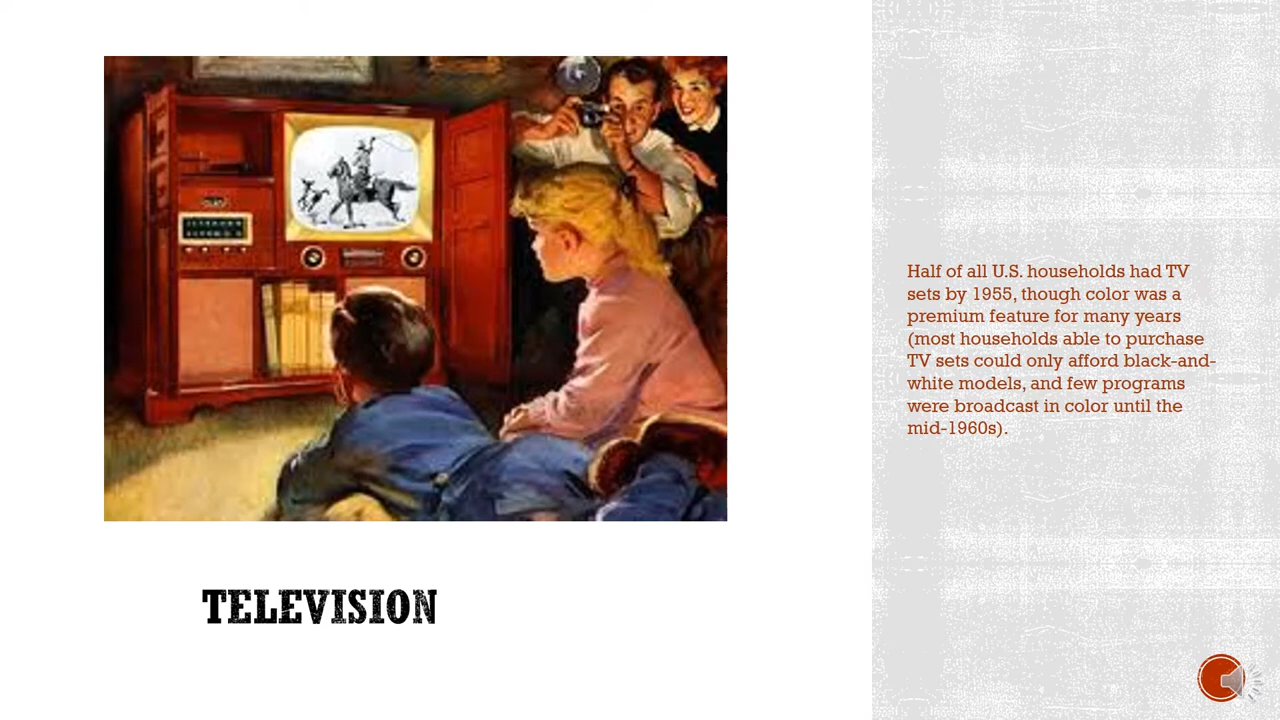 Half of all U.S. households had TV
sets by 1955, though color was a
premium feature for many years
(most households able to purchase
TV sets could only afford black-and-
white models, and few programs
were broadcast in color until the
mid-1960s).
TELEVISION